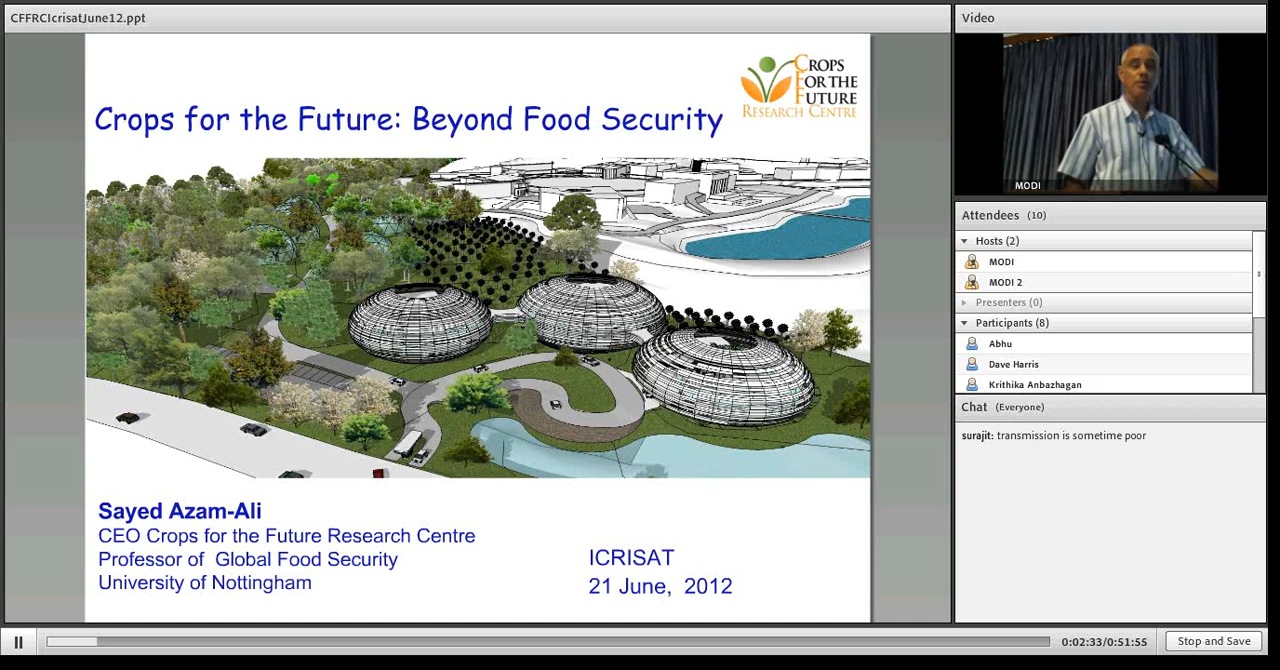 CFFRCIcrisatJune12.ppt
Crops for the Future: Beyond Food Security
CROPS
FOR THE
FUTURE
RESEARCH CENTRE
Sayed Azam-Ali
CEO Crops for the Future Research Centre
Professor of Global Food Security
University of Nottingham
ICRISAT
21 June, 2012
Video
MODI
Attendees (10)
Hosts (2)
MODI
MODI 2
Presenters (0)
Participants (8)
Abhu
Dave Harris
Krithika Anbazhagan
Chat (Everyone)
surajit: transmission is sometime poor
0:02:33/0:51:55
Stop and Save